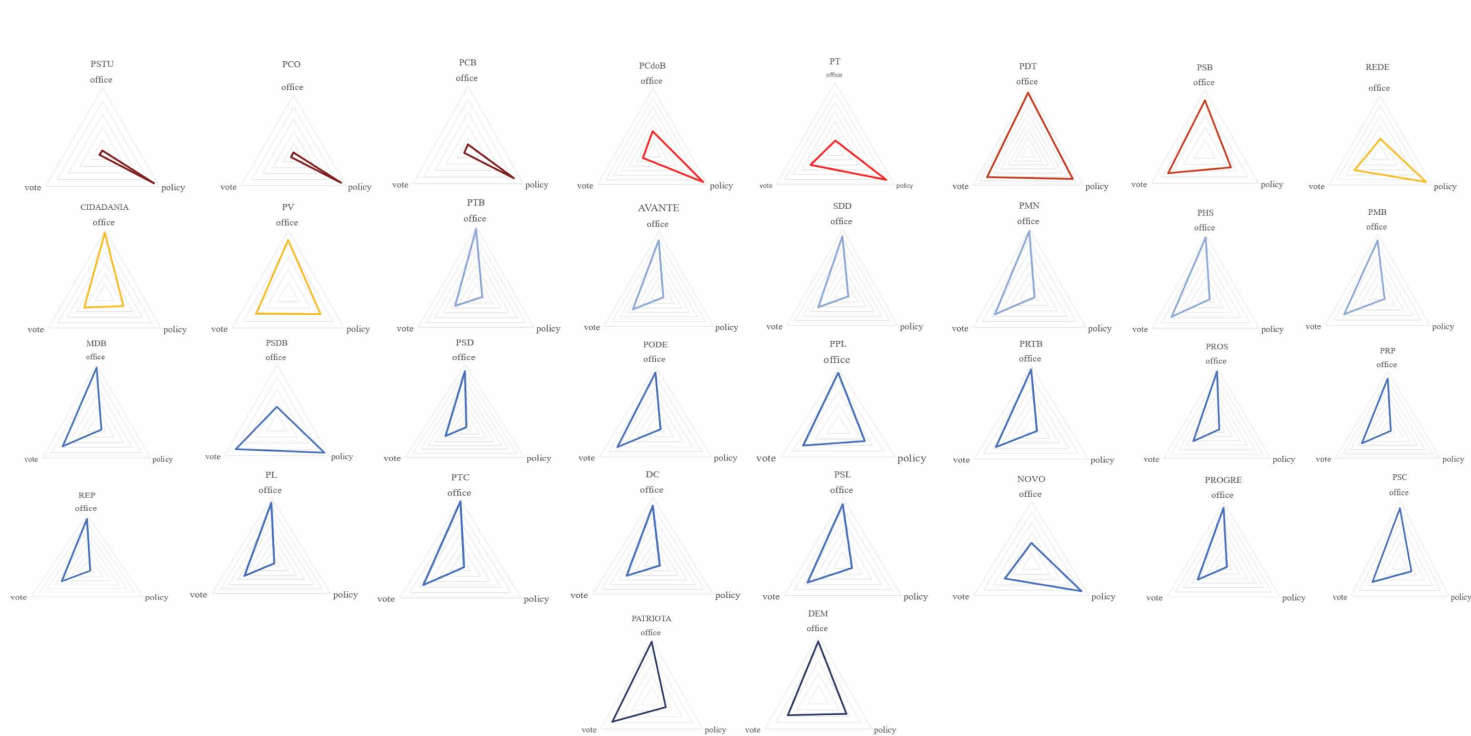 PSTU
office
vote policy
PCO
office
vote policy
PCB
office
vote policy
PCdoB
office
vote policy
PT
office
vote policy
PDT
office
vote policy
PSB
office
vote policy
REDE
office
vote policy
CIDADANIA
office
vote policy
PV
office
vote policy
PTB
office
vote policy
AVANTE
office
vote policy
SDD
office
vote policy
PMN
office
vote policy
PHS
office
vote policy
PMB
office
vote policy
MDB
office
vote policy
PSDB
office
vote policy
PSD
office
vote policy
PODE
office
vote policy
PPL
office
vote policy
PRTB
office
vote policy
PROS
office
vote policy
PRP
office
vote policy
REP
office
vote policy
PL
office
vote policy
PTC
office
vote policy
DC
office
vote policy
PSL
office
vote policy
NOVO
office
vote policy
PROGRE
office
vote policy
PSC
office
vote policy
PATRIOTA
office
vote policy
DEM
office
vote policy